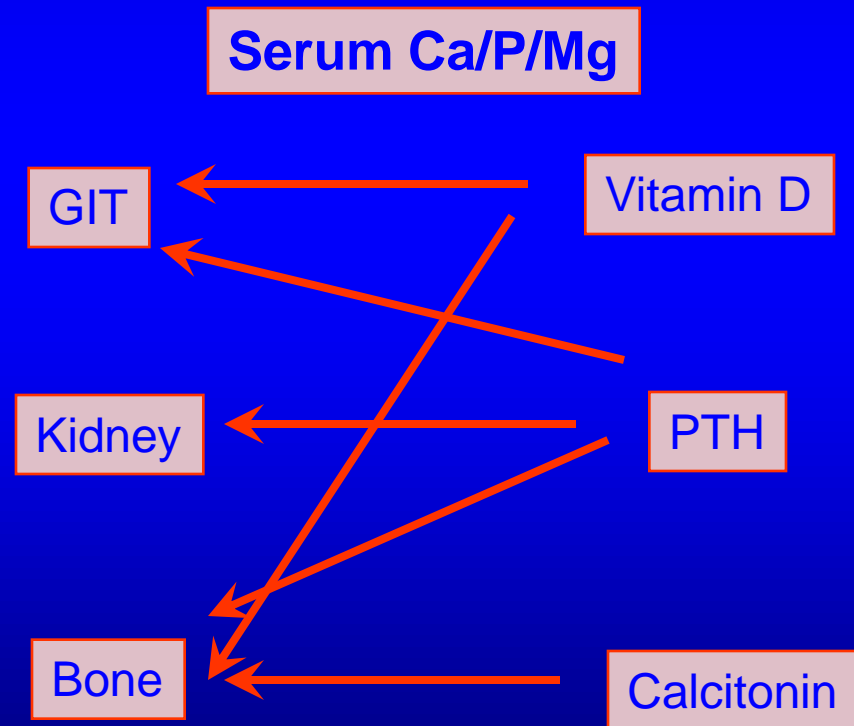 Serum Ca/P/Mg
GIT
Vitamin D
Kidney
PTH
Bone
Calcitonin